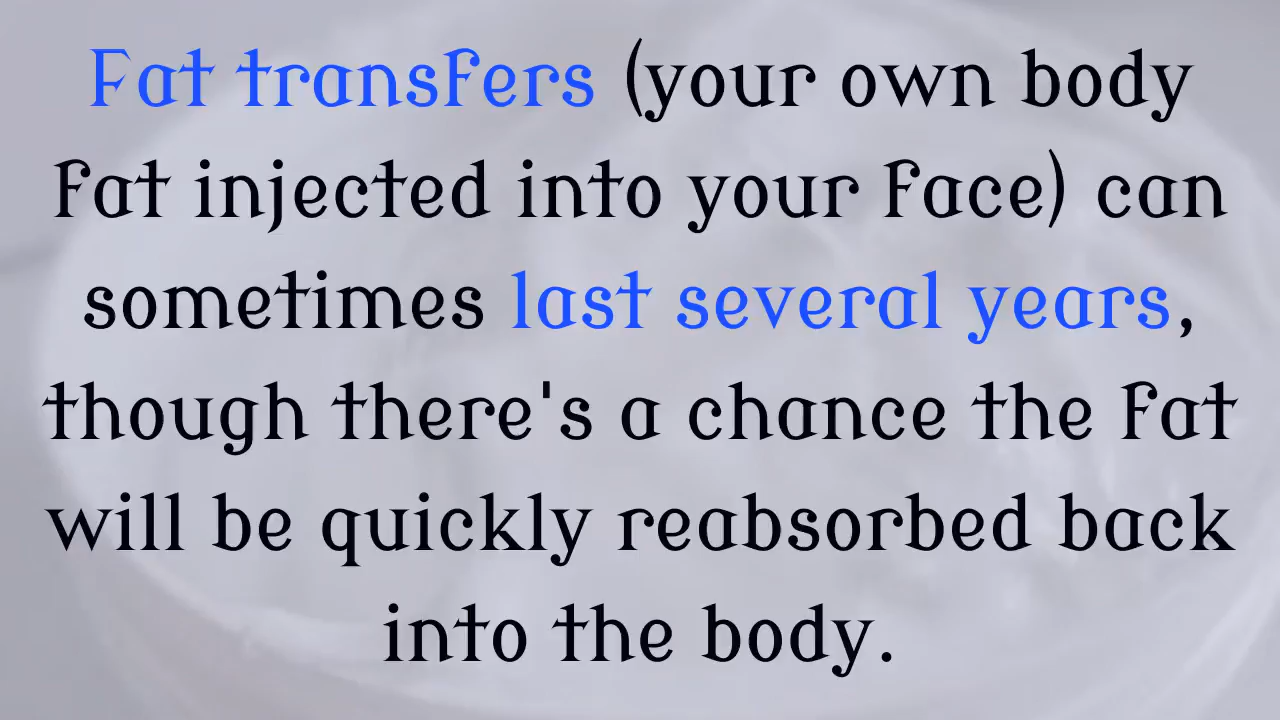 Fat transfers (your own body
fat injected into your face) can
sometimes last several years,
though there's a chance the fat
will be quickly reabsorbed back
into the body.